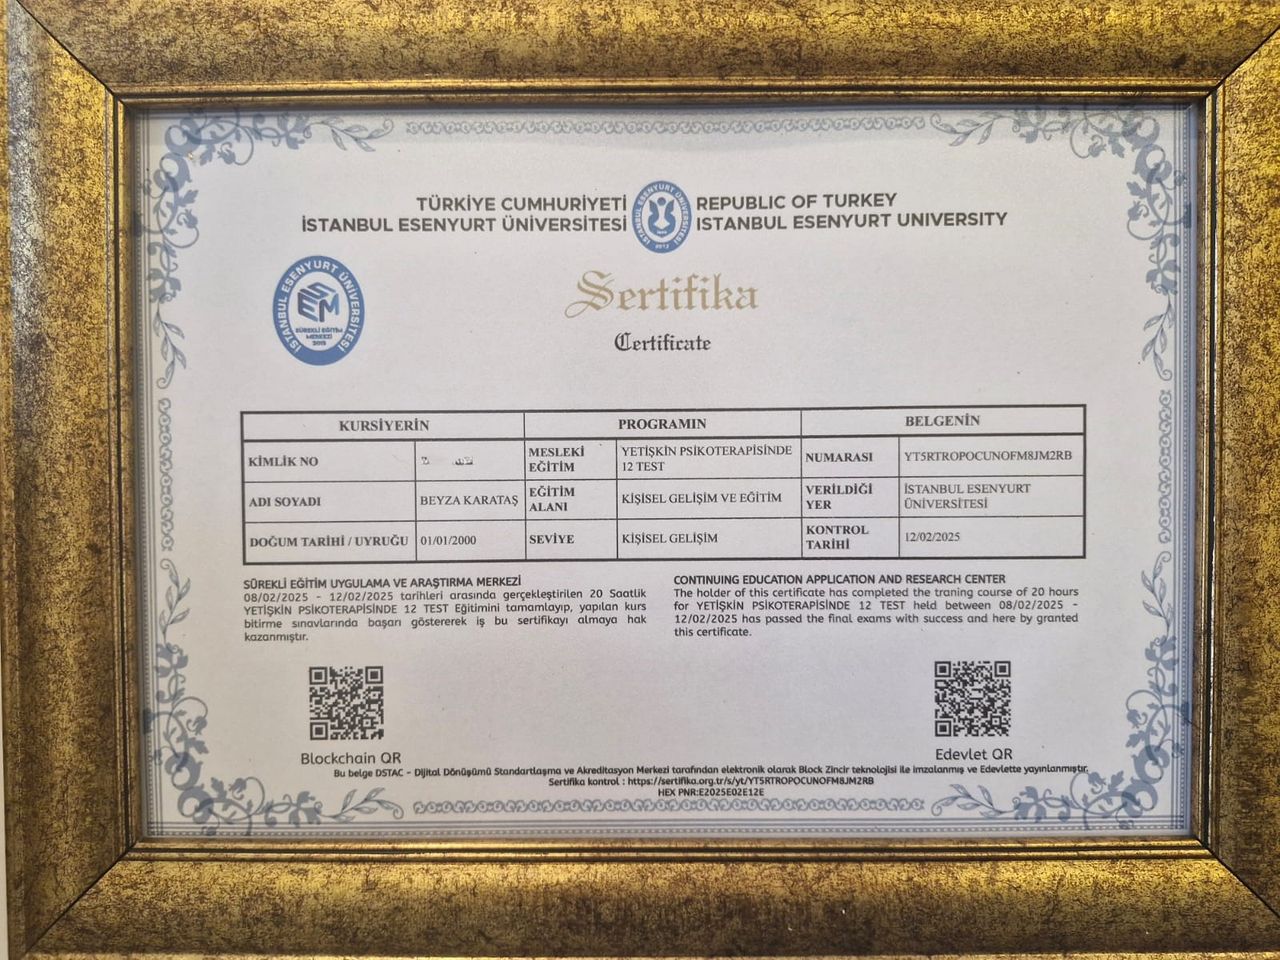 TÜRKİYE CUMHURİYETİ
İSTANBUL ESENYURT ÜNİVERSİTESİ
REPUBLIC OF TURKEY
ISTANBUL ESENYURT UNIVERSITY
İSTANBUL ESENYURT ÜNİVERSİTESİ
SEM
SÜREKLİ EĞİTİM
MERKEZİ
Sertifika
Certificate
KURSİYERİN PROGRAMIN BELGENİN
KİMLİK NO
MESLEKİ EĞİTİM
YETİŞKİN PSİKOTERAPİSİNDE
12 TEST
NUMARASI YT5RTROPOCUNOFM8JM2RB
ADI SOYADI BEYZA KARATAŞ
EĞİTİM ALANI
KİŞİSEL GELİŞİM VE EĞİTİM
VERİLDİĞİ YER
İSTANBUL ESENYURT
ÜNİVERSİTESİ
DOĞUM TARİHİ / UYRUĞU 01/01/2000
SEVİYE KİŞİSEL GELİŞİM
KONTROL TARİHİ
12/02/2025
SÜREKLİ EĞİTİM UYGULAMA VE ARAŞTIRMA MERKEZİ
08/02/2025 - 12/02/2025 tarihleri arasında gerçekleştirilen 20 Saatlik
YETİŞKİN PSİKOTERAPİSİNDE 12 TEST Eğitimini tamamlayıp, yapılan kurs
bitirme sınavlarında başarı göstererek iş bu sertifikayı almaya hak
kazanmıştır.
CONTINUING EDUCATION APPLICATION AND RESEARCH CENTER
The holder of this certificate has completed the traning course of 20 hours
for YETİŞKİN PSİKOTERAPİSİNDE 12 TEST held between 08/02/2025 -
12/02/2025 has passed the final exams with success and here by granted
this certificate.
Blockchain QR
Edevlet QR
Bu belge DSTAC - Dijital Dönüşümü Standartlaşma ve Akreditasyon Merkezi tarafından elektronik olarak Block Zincir teknolojisi ile imzalanmış ve Edevlette yayınlanmıştır.
Sertifika kontrol : https://sertifika.org.tr/s/yt/YT5RTROPOCUNOFM8JM2RB
HEX PNR:E2025E02E12E